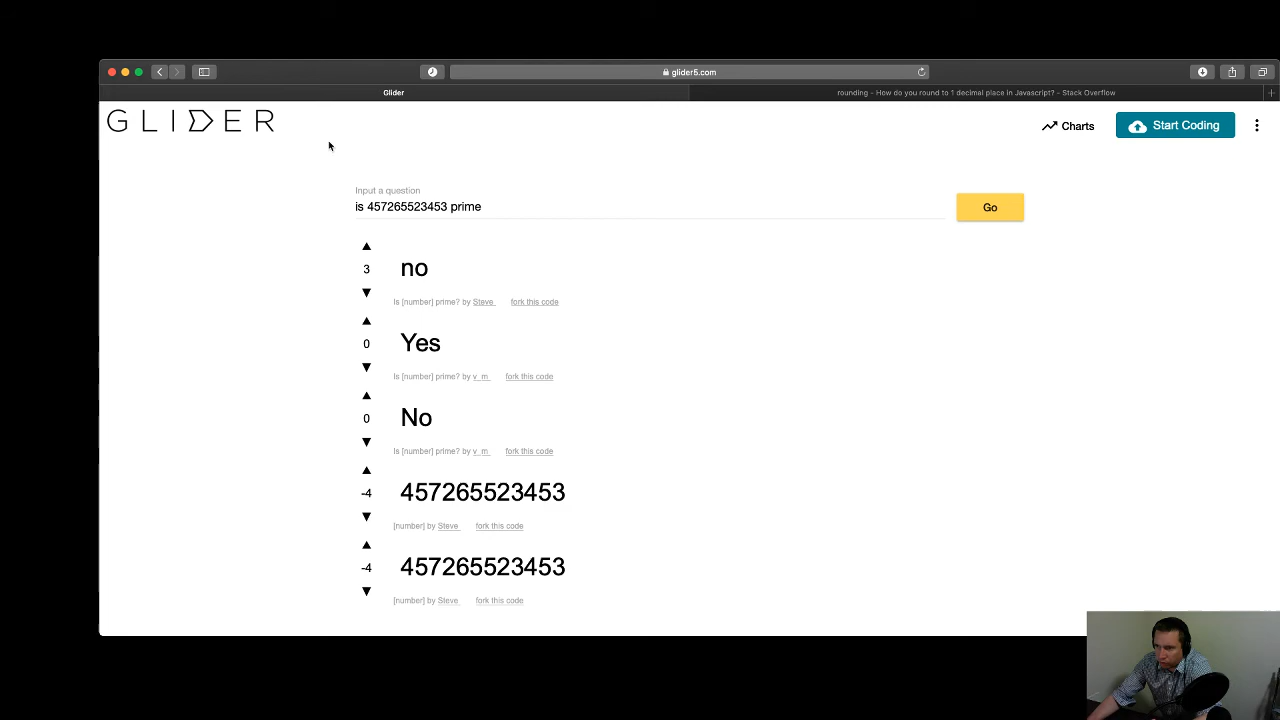 glider5.com
Glider
rounding - How do you round to 1 decimal place in Javascript? - Stack Overflow
GLIDER
Charts
Start Coding
Input a question
is 457265523453 prime
Go
3
no
Is [number] prime? by Steve fork this code
0
Yes
Is [number] prime? by v_m_ fork this code
0
No
Is [number] prime? by v_m_ fork this code
-4
457265523453
[number] by Steve fork this code
-4
457265523453
[number] by Steve fork this code